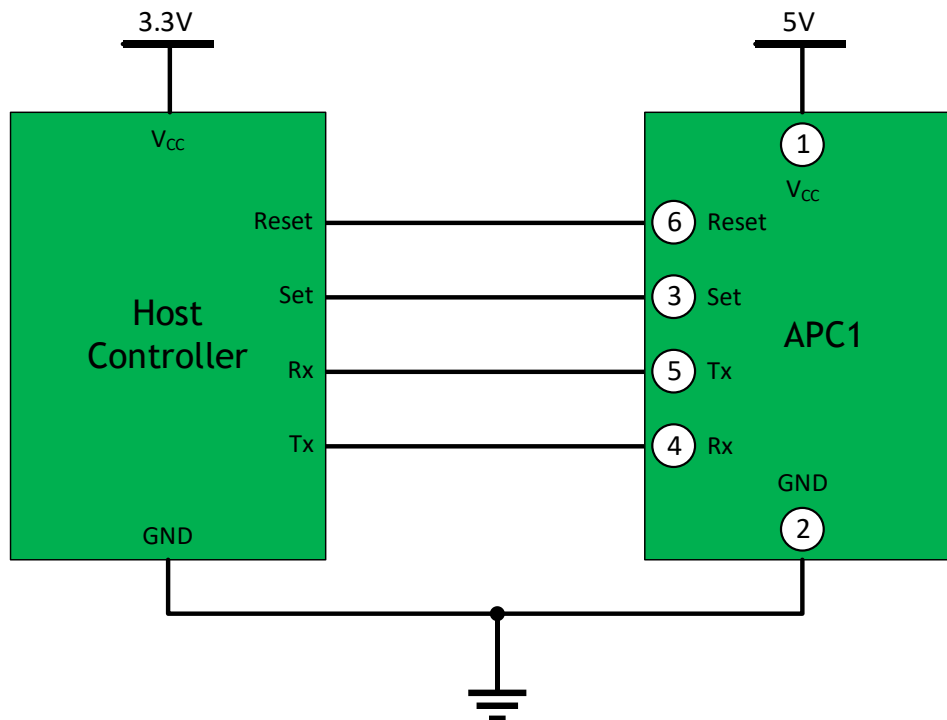 3.3V
5V
VCC
1
VCC
Reset
6
Reset
Set
3
Set
Host
Controller
APC1
Rx
5
Tx
Tx
4
Rx
GND
2
GND